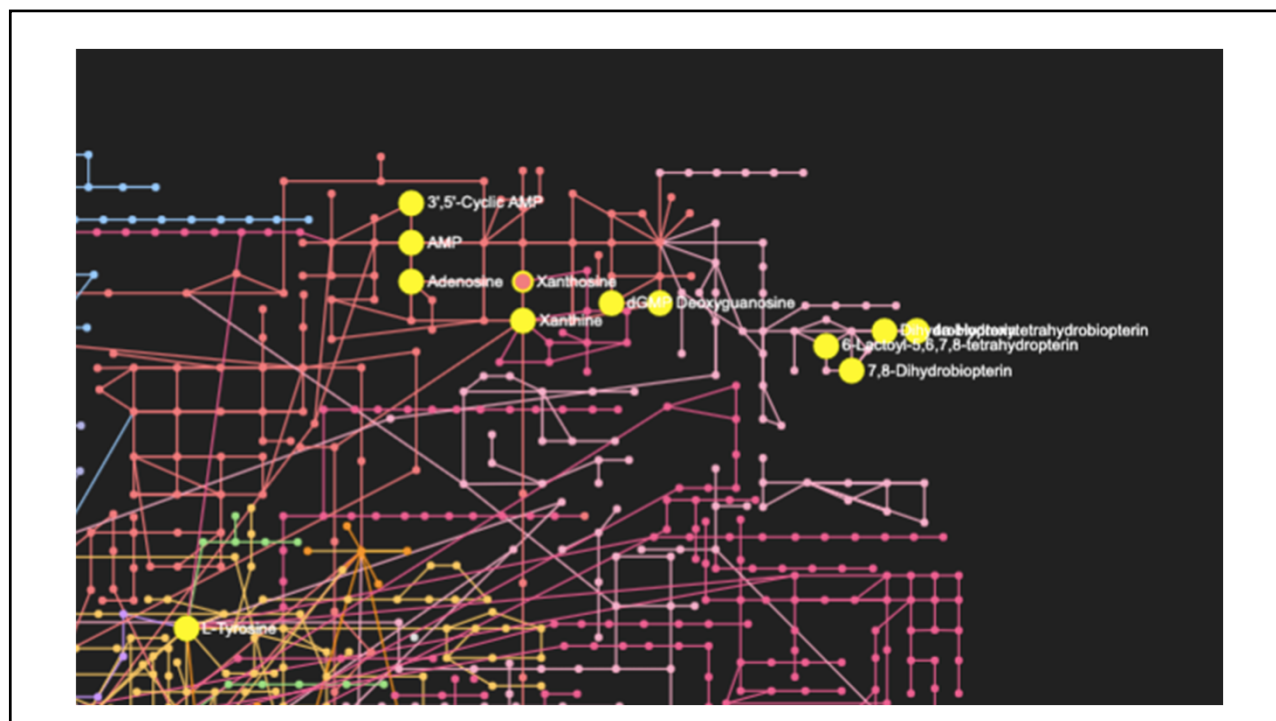 3',5'-Cyclic AMP
AMP
Adenosine
Xanthosine
Xanthine
dGMP
Deoxyguanosine
6-Lactoyl-5,6,7,8-tetrahydropterin
7,8-Dihydrobiopterin
L-Tyrosine